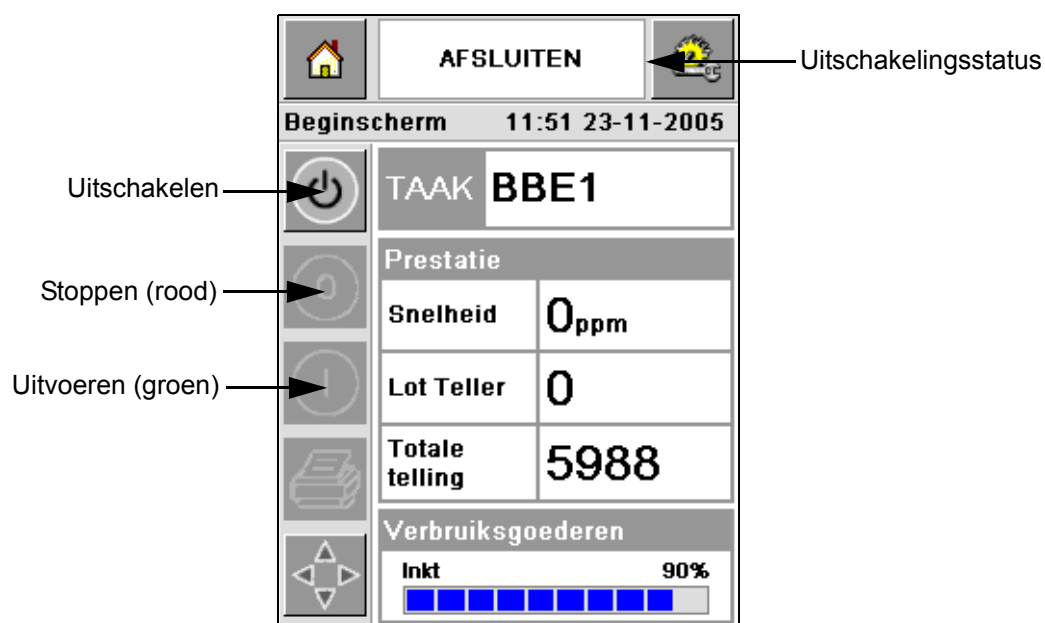 AFSLUITEN
Uitschakelingsstatus
Beginscherm 11:51 23-11-2005
Uitschakelen
TAAK BBE1
Stoppen (rood)
Prestatie
Snelheid 0ppm
Uitvoeren (groen)
Lot Teller 0
Totale
telling 5988
Verbruiksgoederen
Inkt 90%